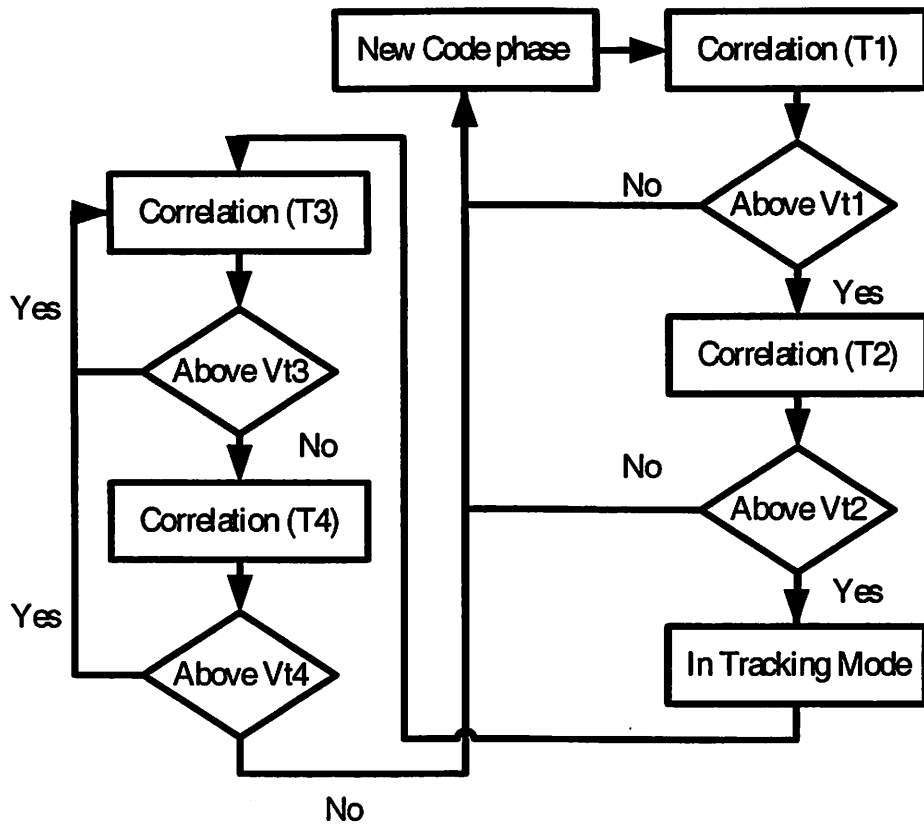 New Code phase
Correlation (T1)
No
Above Vt1
Yes
Correlation (T2)
No
Above Vt2
Yes
In Tracking Mode
Correlation (T3)
Yes
Above Vt3
No
Correlation (T4)
Yes
Above Vt4
No